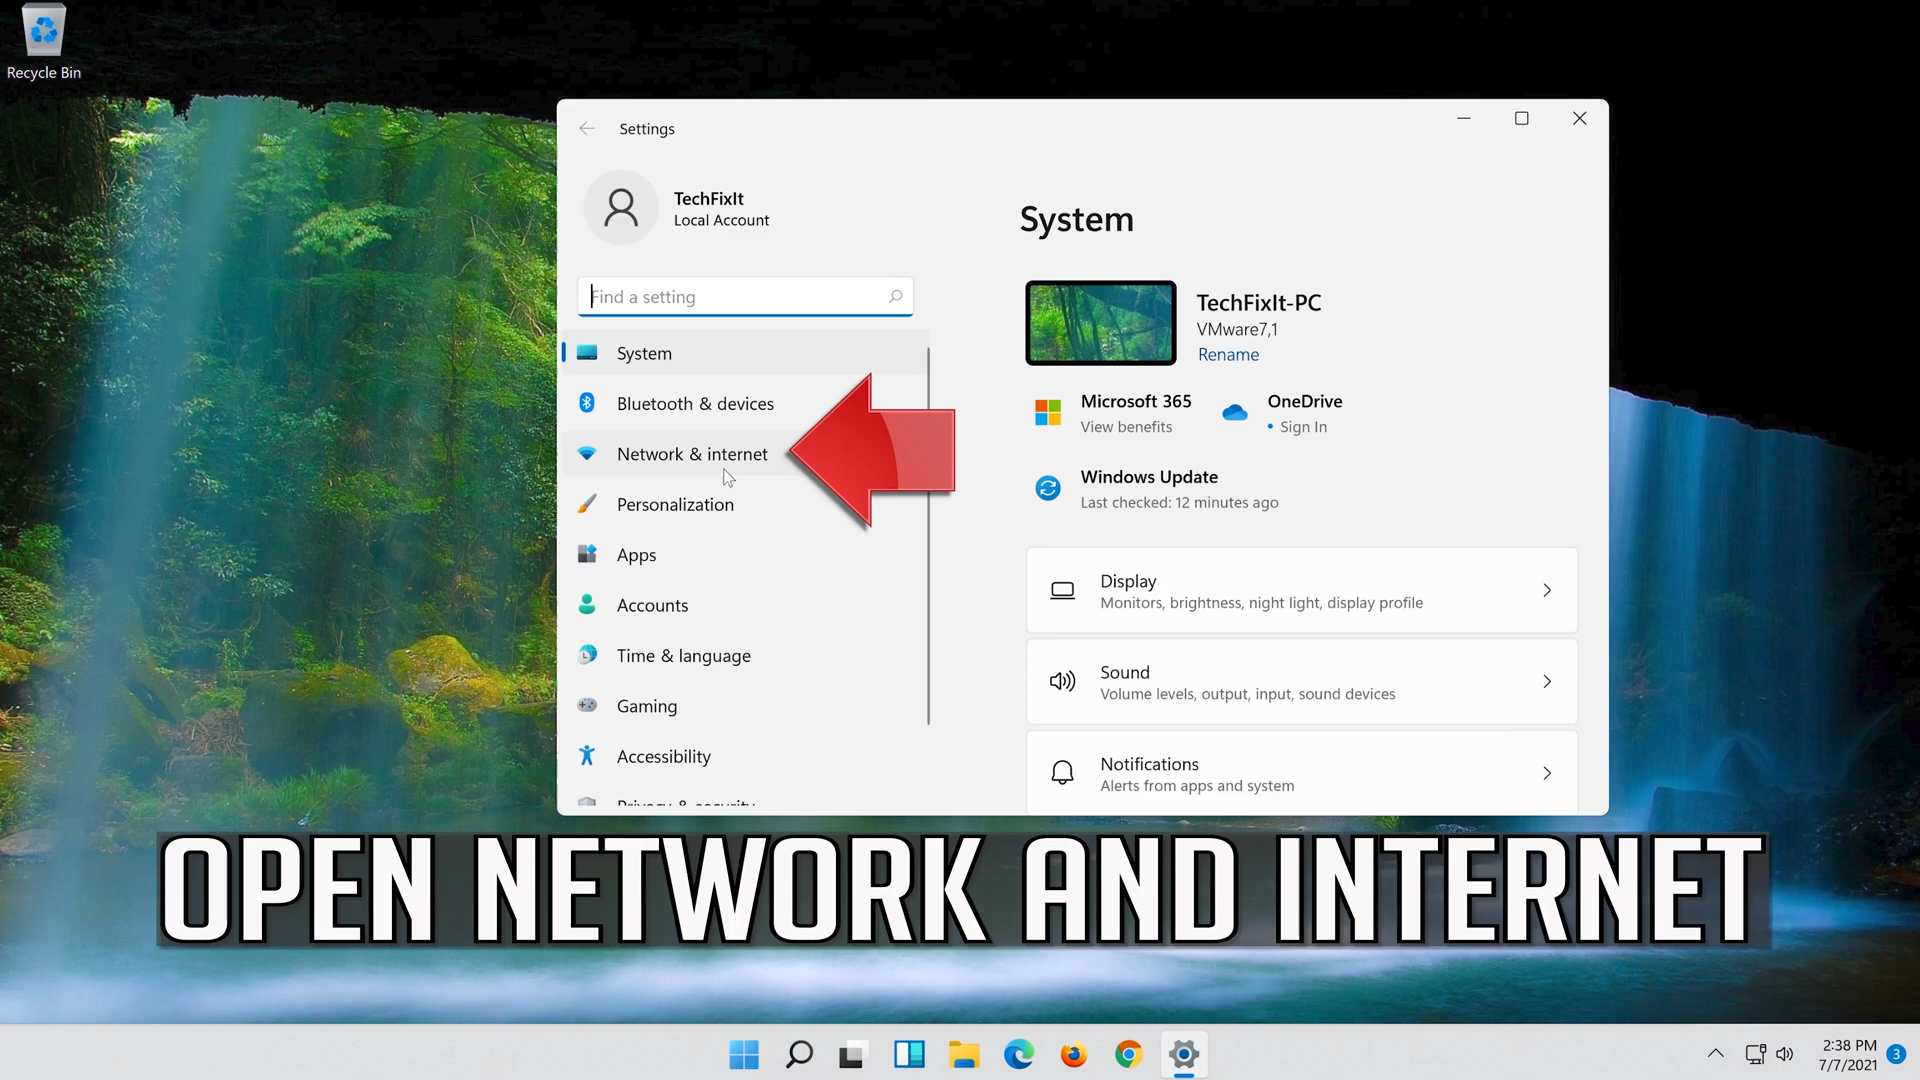 Recycle Bin
Settings
TechFixIt
Local Account
Find a setting
System
Bluetooth & devices
Network & internet
Personalization
Apps
Accounts
Time & language
Gaming
Accessibility
Privacy & security
System
TechFixIt-PC
VMware7,1
Rename
Microsoft 365
View benefits
OneDrive
• Sign In
Windows Update
Last checked: 12 minutes ago
Display
Monitors, brightness, night light, display profile
Sound
Volume levels, output, input, sound devices
Notifications
Alerts from apps and system
OPEN NETWORK AND INTERNET
2:38 PM
7/7/2021
3